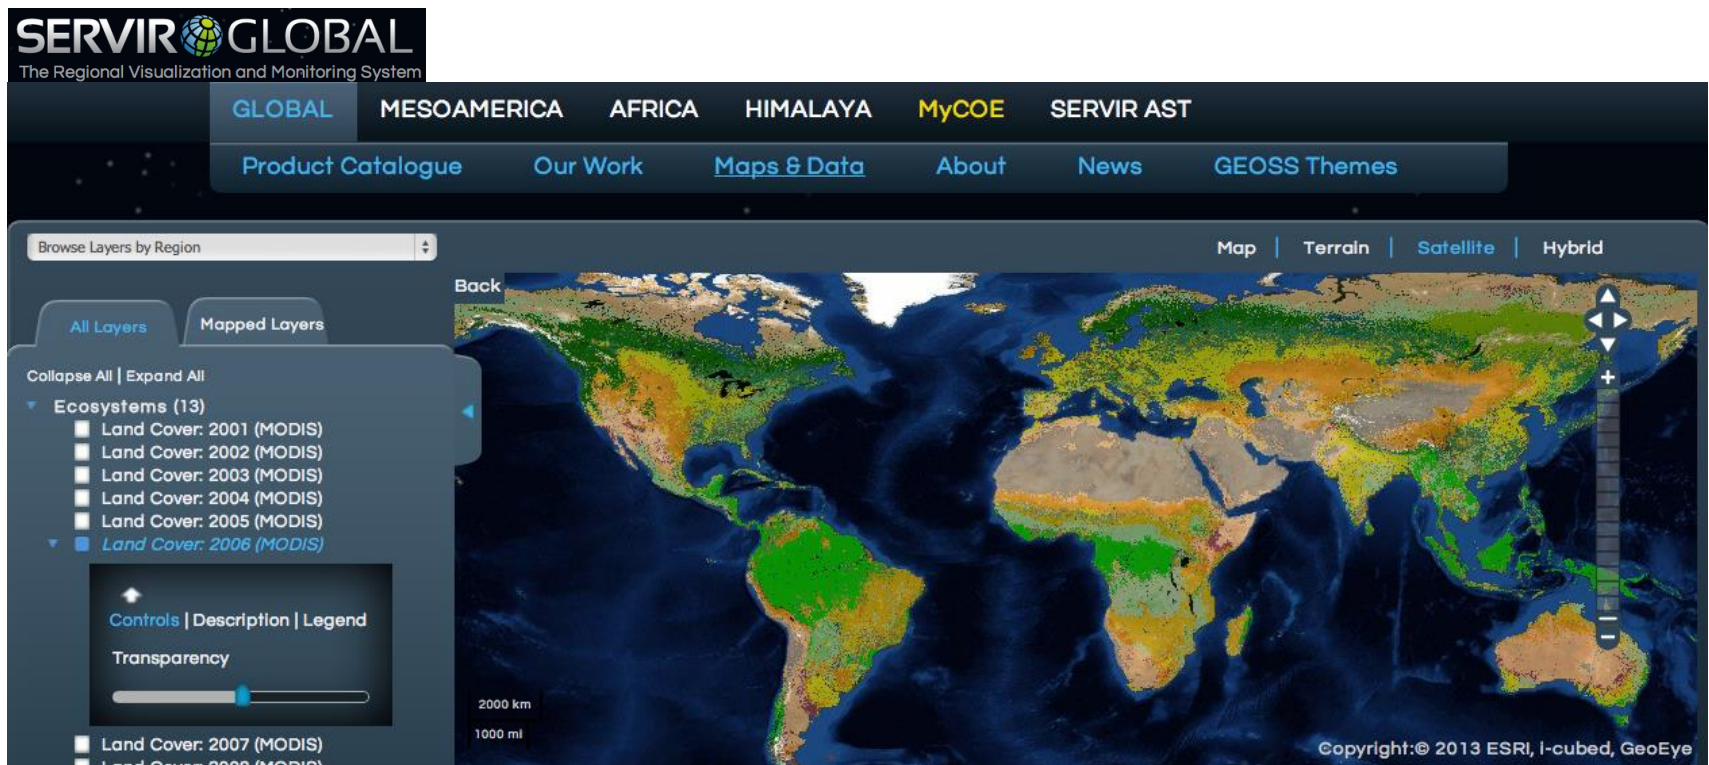 SERVIR GLOBAL
The Regional Visualization and Monitoring System
GLOBAL MESOAMERICA AFRICA HIMALAYA MyCOE SERVIR AST
Product Catalogue Our Work Maps & Data About News GEOSS Themes
Browse Layers by Region
Map | Terrain | Satellite | Hybrid
Back
All Layers Mapped Layers
Collapse All | Expand All
Ecosystems (13)
Land Cover: 2001 (MODIS)
Land Cover: 2002 (MODIS)
Land Cover: 2003 (MODIS)
Land Cover: 2004 (MODIS)
Land Cover: 2005 (MODIS)
Land Cover: 2006 (MODIS)
Controls | Description | Legend
Transparency
2000 km
1000 mi
Land Cover: 2007 (MODIS)
Copyright:© 2013 ESRI, i-cubed, GeoEye